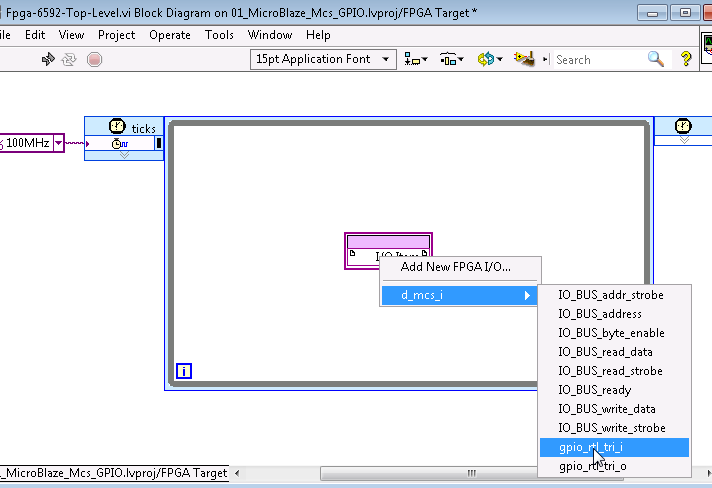 Fpga-6592-Top-Level.vi Block Diagram on 01_MicroBlaze_Mcs_GPIO.lvproj/FPGA Target *
Edit View Project Operate Tools Window Help
15pt Application Font Search ?
ticks
100MHz
I/O Item
Add New FPGA I/O...
d_mcs_i
IO_BUS_addr_strobe
IO_BUS_address
IO_BUS_byte_enable
IO_BUS_read_data
IO_BUS_read_strobe
IO_BUS_ready
IO_BUS_write_data
IO_BUS_write_strobe
gpio_rtl_tri_i
gpio_rtl_tri_o
i
_MicroBlaze_Mcs_GPIO.lvproj/FPGA Target